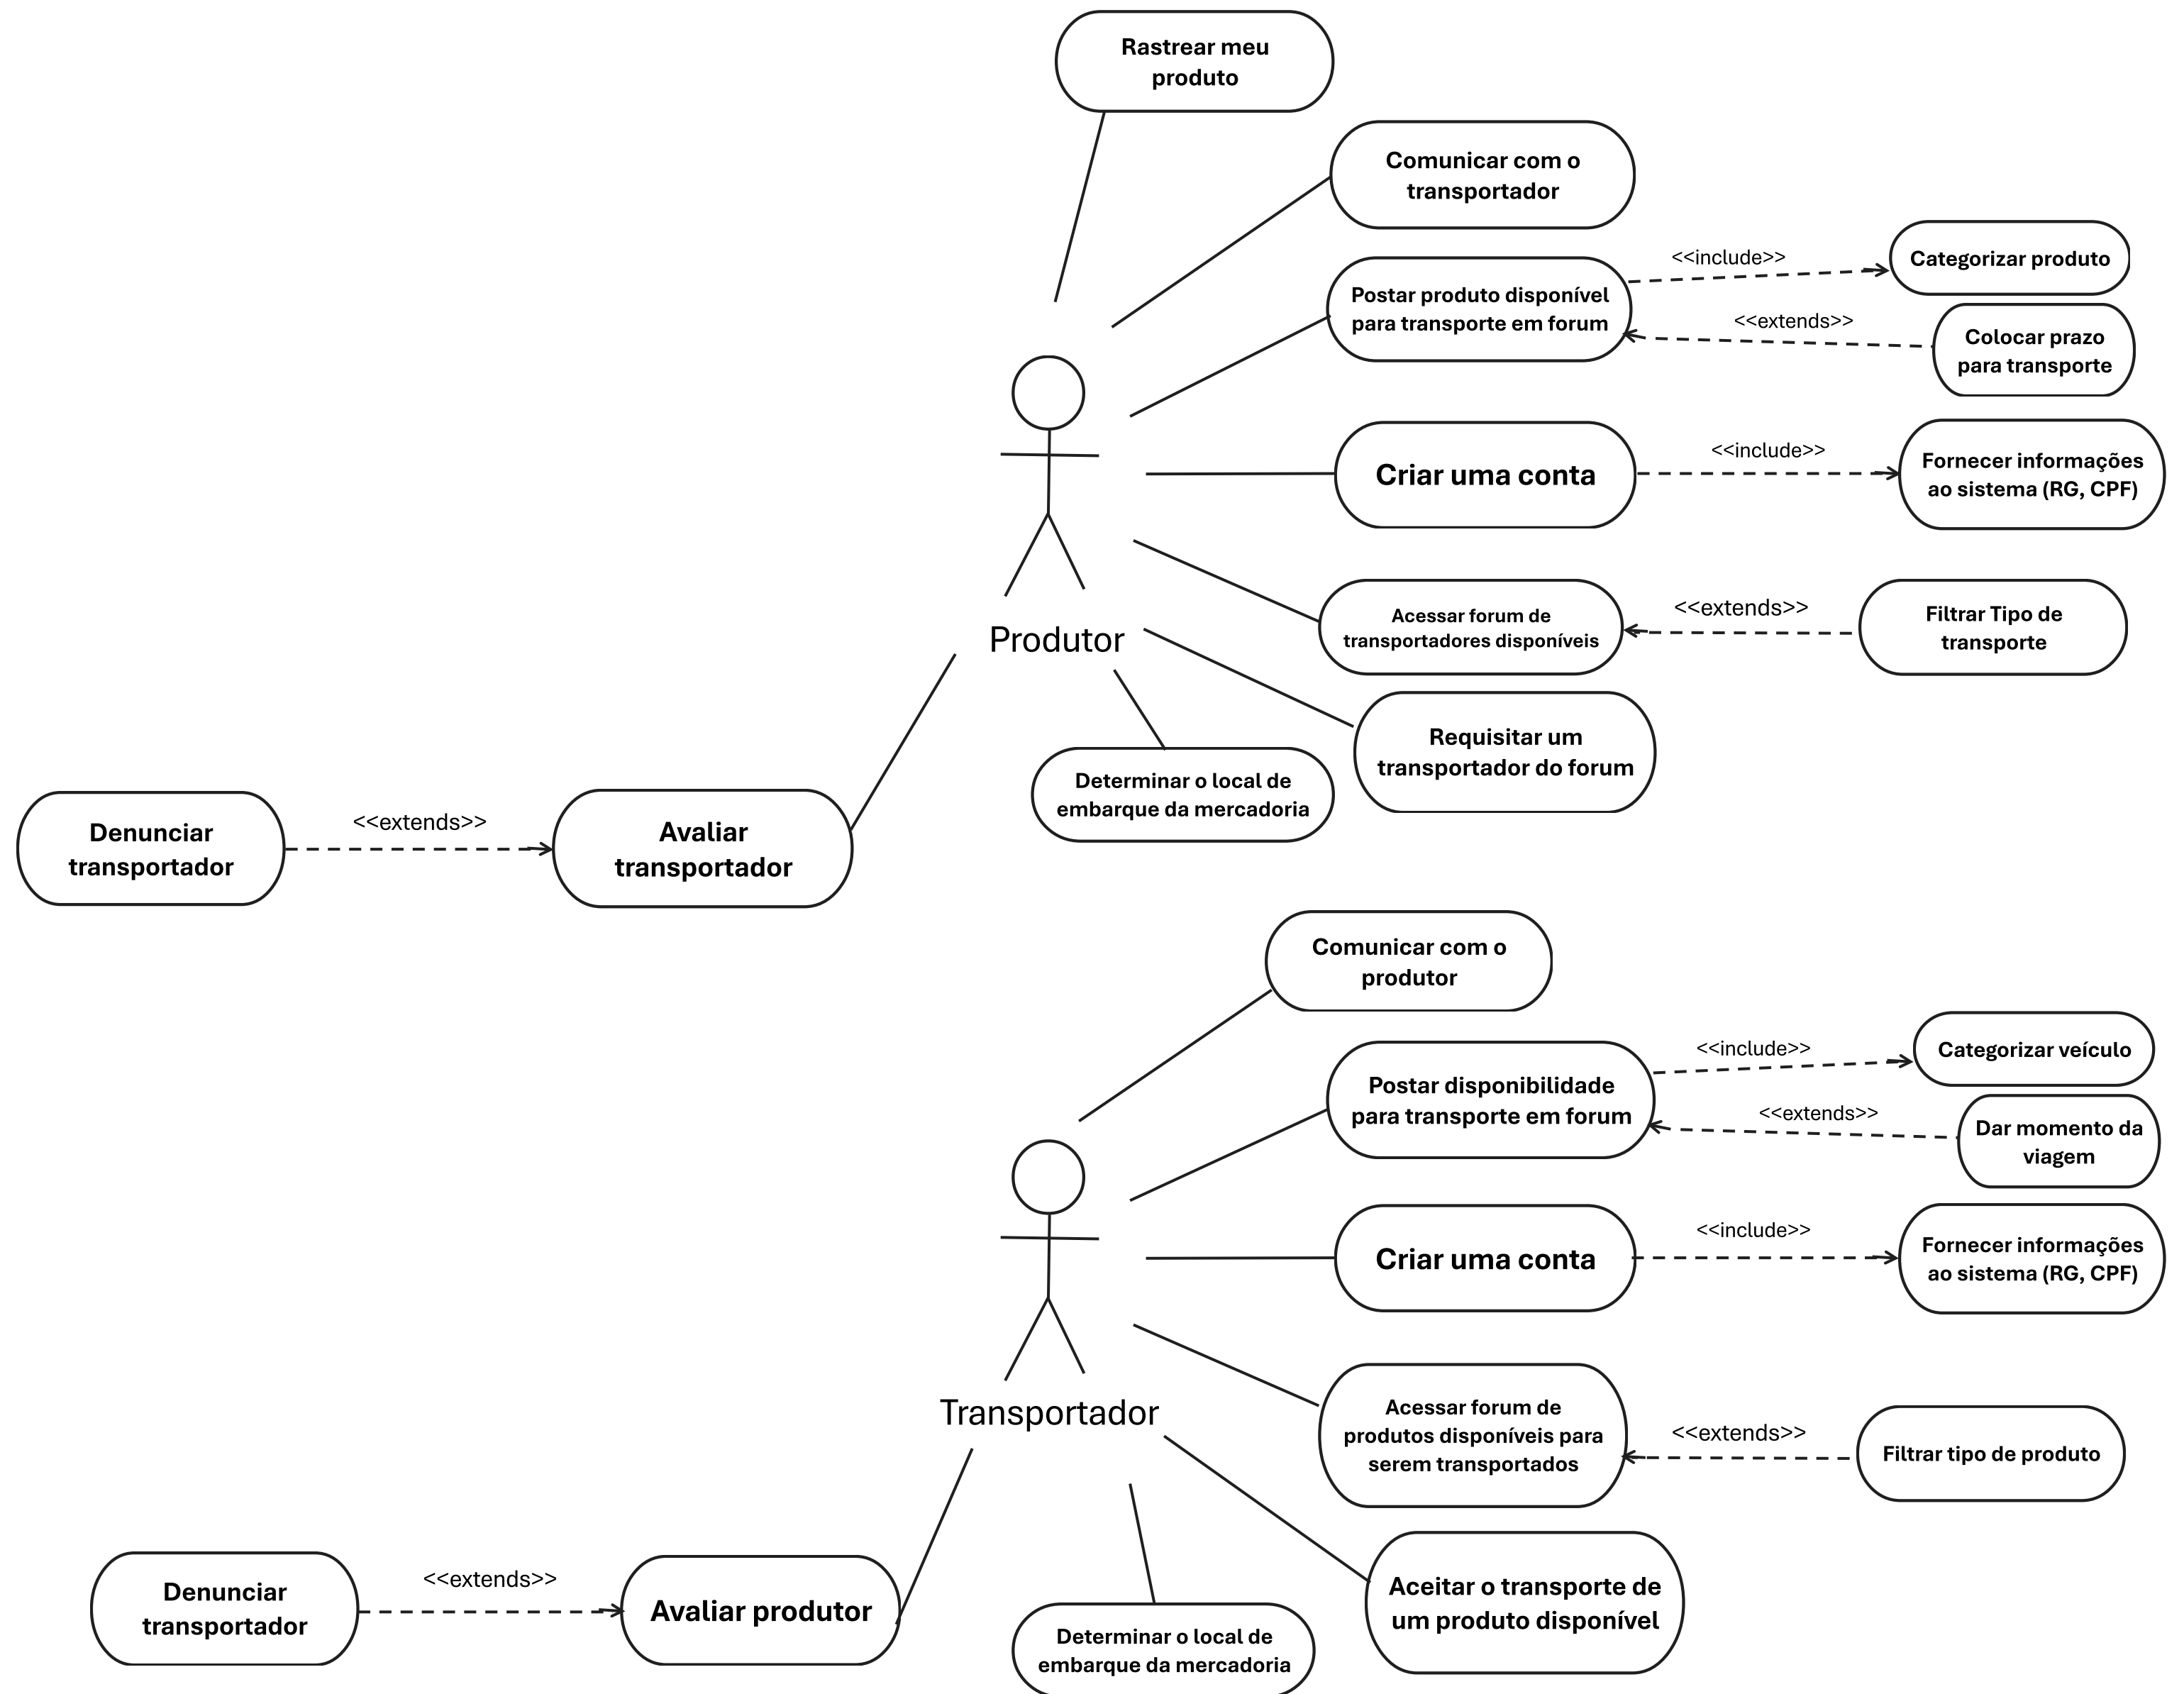 Rastrear meu
produto
Comunicar com o
transportador
<<include>>
Categorizar produto
Postar produto disponível
para transporte em forum
<<extends>>
Colocar prazo
para transporte
Criar uma conta
<<include>>
Fornecer informações
ao sistema (RG, CPF)
Acessar forum de
transportadores disponíveis
<<extends>>
Filtrar Tipo de
transporte
Produtor
Requisitar um
transportador do forum
Determinar o local de
embarque da mercadoria
Denunciar
transportador
<<extends>>
Avaliar
transportador
Comunicar com o
produtor
<<include>>
Categorizar veículo
Postar disponibilidade
para transporte em forum
<<extends>>
Dar momento da
viagem
Criar uma conta
<<include>>
Fornecer informações
ao sistema (RG, CPF)
Transportador
Acessar forum de
produtos disponíveis para
serem transportados
<<extends>>
Filtrar tipo de produto
Aceitar o transporte de
um produto disponível
Denunciar
transportador
<<extends>>
Avaliar produtor
Determinar o local de
embarque da mercadoria